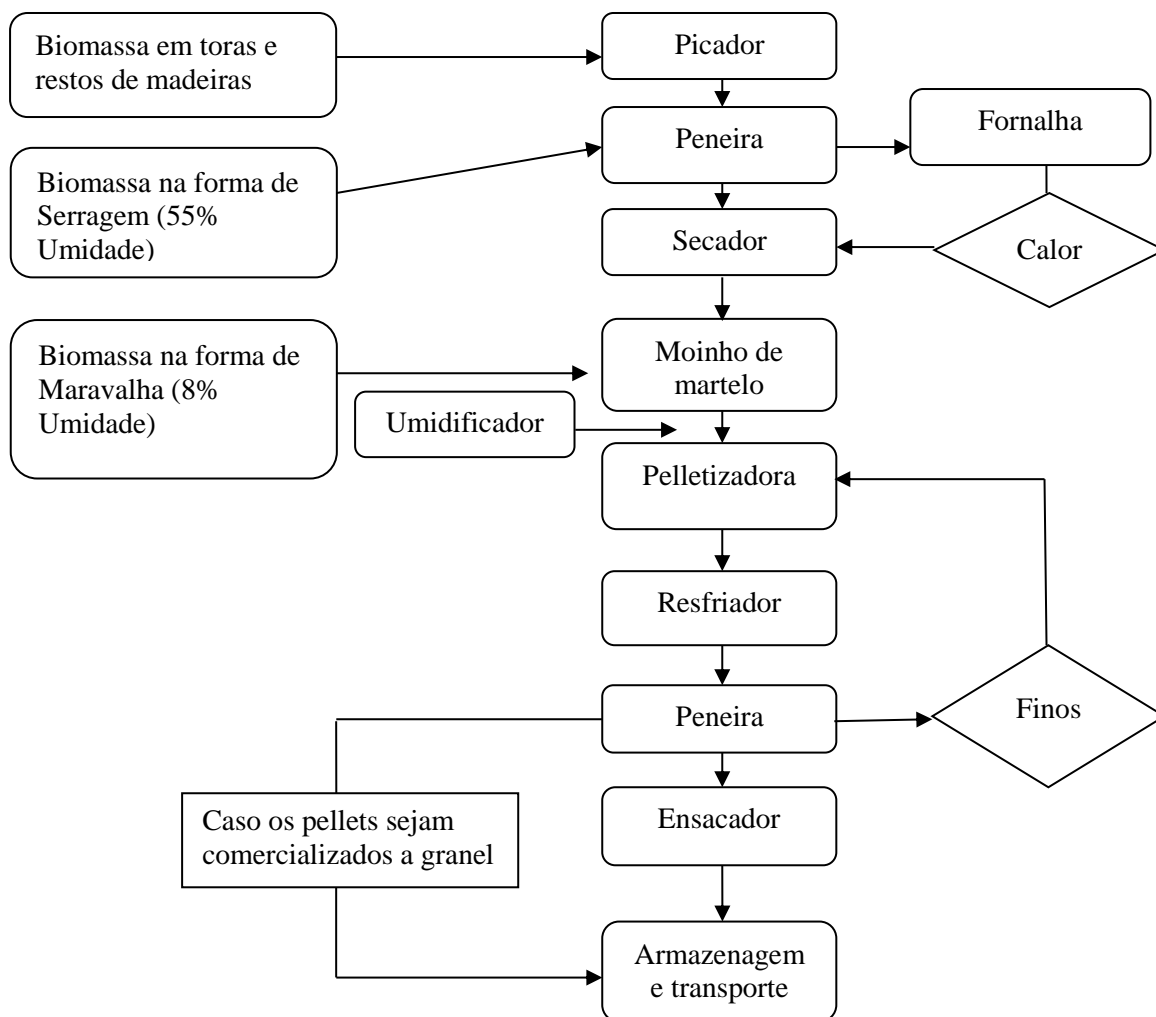 Biomassa em toras e
restos de madeiras
Picador
Peneira
Fornalha
Biomassa na forma de
Serragem (55%
Umidade)
Secador
Calor
Biomassa na forma de
Maravalha (8%
Umidade)
Moinho de
martelo
Umidificador
Pelletizadora
Resfriador
Peneira
Finos
Caso os pellets sejam
comercializados a granel
Ensacador
Armazenagem
e transporte